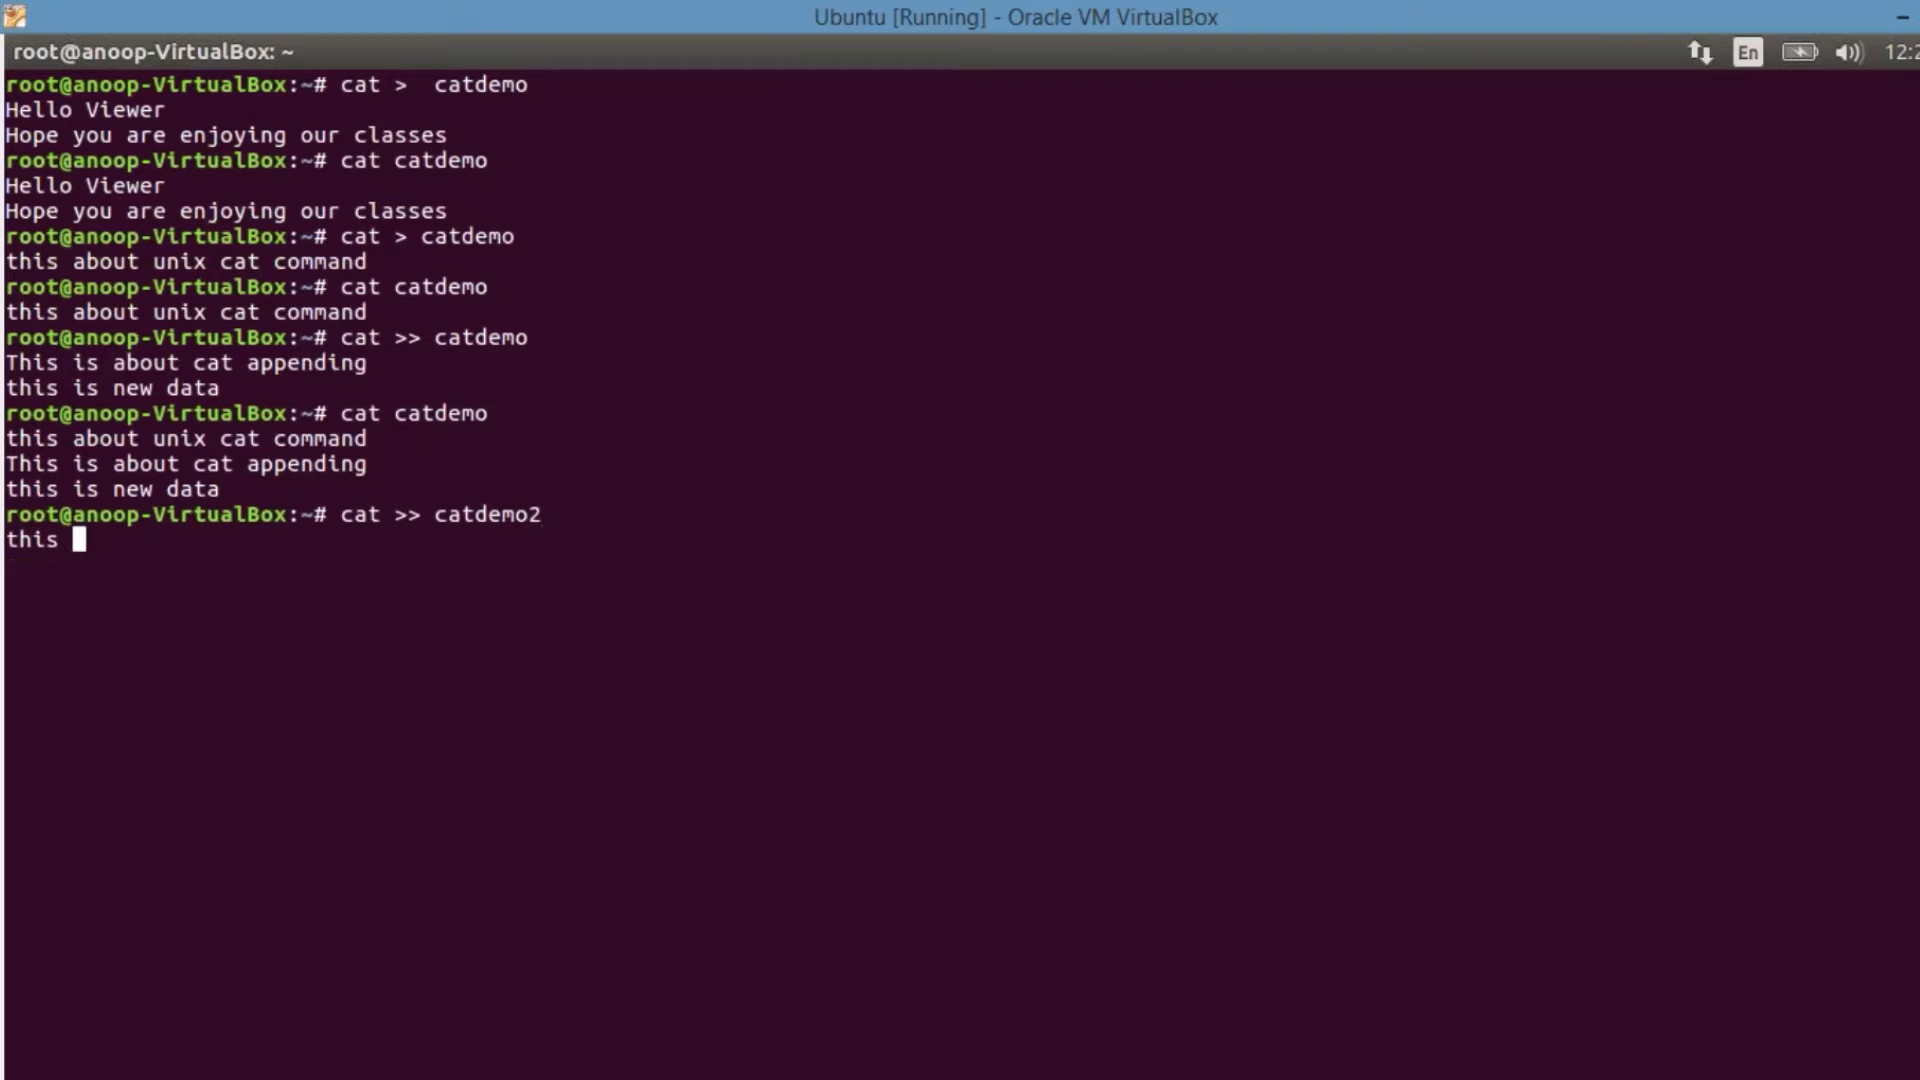 Ubuntu [Running] - Oracle VM VirtualBox
root@anoop-VirtualBox: ~
En
root@anoop-VirtualBox:~# cat >  catdemo
Hello Viewer
Hope you are enjoying our classes
root@anoop-VirtualBox:~# cat catdemo
Hello Viewer
Hope you are enjoying our classes
root@anoop-VirtualBox:~# cat > catdemo
this about unix cat command
root@anoop-VirtualBox:~# cat catdemo
this about unix cat command
root@anoop-VirtualBox:~# cat >> catdemo
This is about cat appending
this is new data
root@anoop-VirtualBox:~# cat catdemo
this about unix cat command
This is about cat appending
this is new data
root@anoop-VirtualBox:~# cat >> catdemo2
this